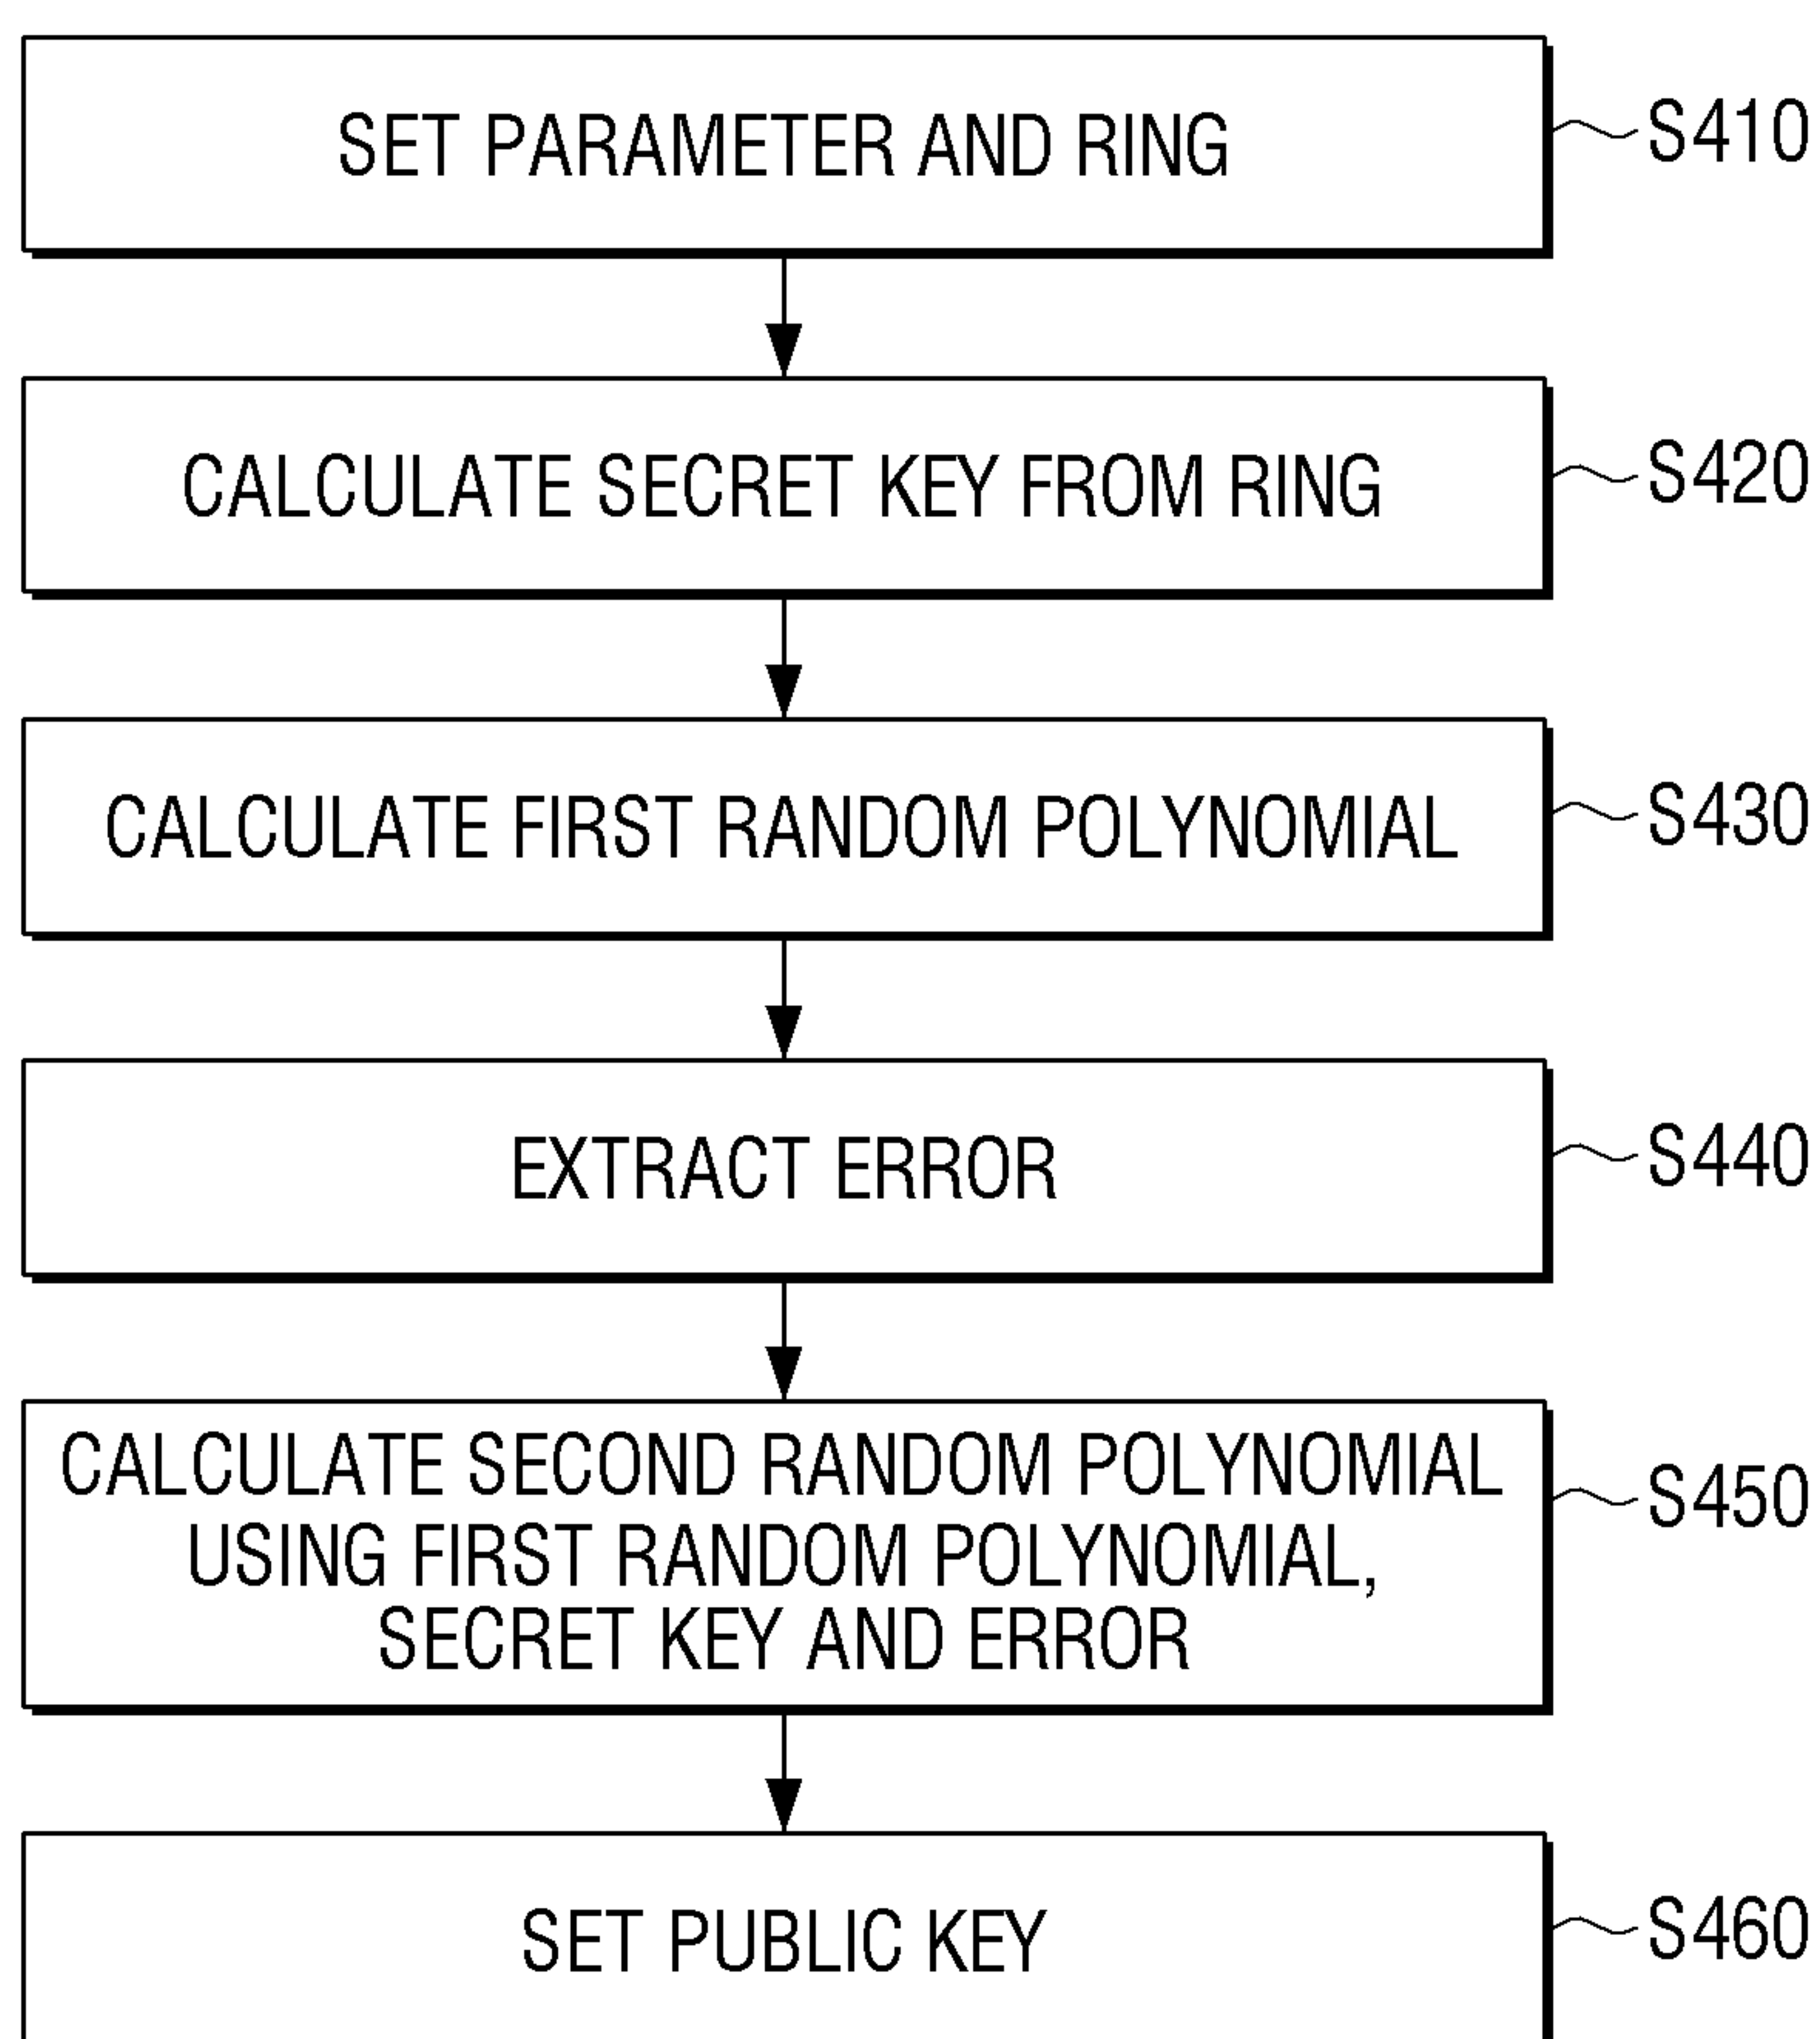 SET PARAMETER AND RING
S410
CALCULATE SECRET KEY FROM RING
S420
CALCULATE FIRST RANDOM POLYNOMIAL
S430
EXTRACT ERROR
S440
CALCULATE SECOND RANDOM POLYNOMIAL
USING FIRST RANDOM POLYNOMIAL,
SECRET KEY AND ERROR
S450
SET PUBLIC KEY
S460